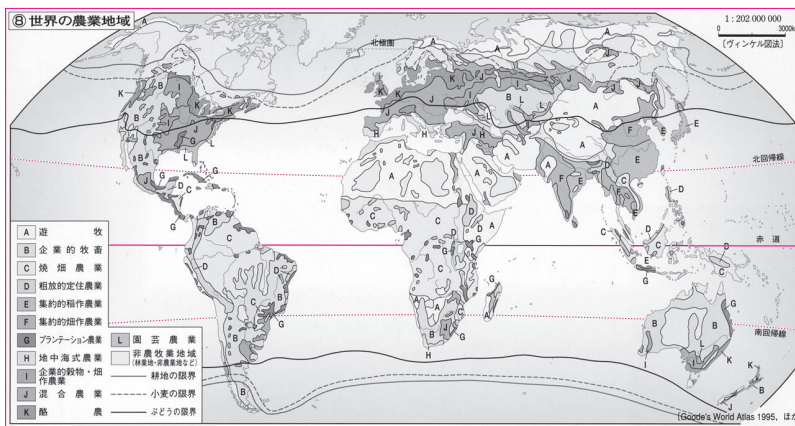 ⑧世界の農業地域
1:202 000 000
0 3000k
〔ヴィンケル図法〕
北極圏
北回帰線
赤道
南回帰線
A 遊牧
B 企業的牧畜
C 焼畑農業
D 粗放的定住農業
E 集約的稲作農業
F 集約的畑作農業
G プランテーション農業
H 地中海式農業
I 企業的穀物・畑
作農業
J 混合農業
K 酪農
L 園芸農業
非農牧業地域
(林業地・非農業地など)
耕地の限界
小麦の限界
ぶどうの限界
〔Goode's World Atlas 1995, ほか